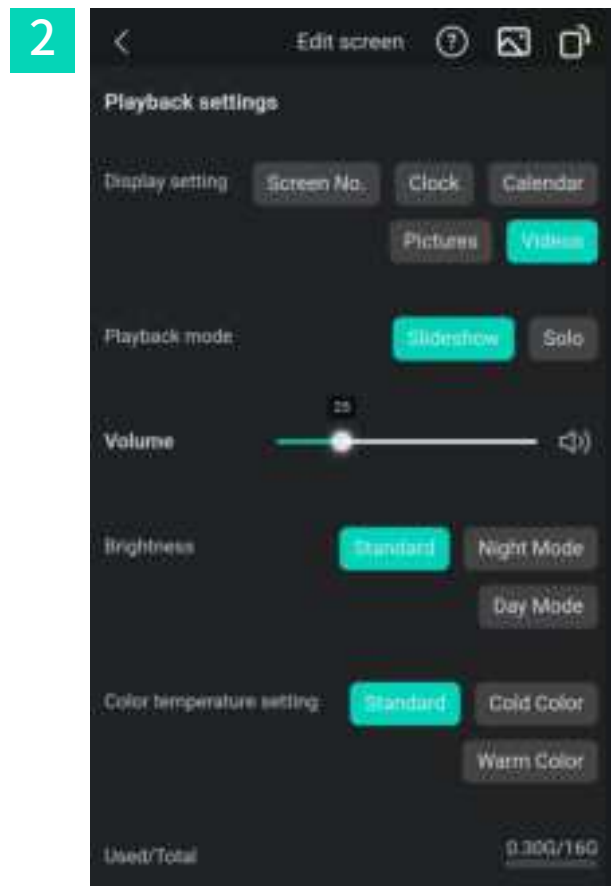 2
Edit screen
Playback settings
Display setting Screen No. Clock Calendar
Pictures Videos
Playback mode Slideshow Solo
25
Volume
Brightness Standard Night Mode
Day Mode
Color temperature setting Standard Cold Color
Warm Color
Used/Total 0.30G/16G